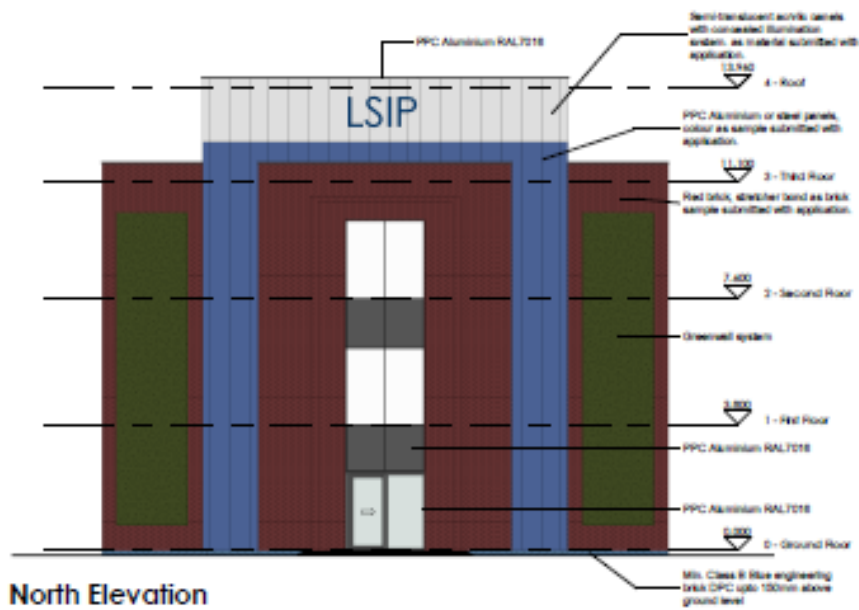 Semi-translucent acrylic panels
with concealed illumination
system. as material submitted with
application.
PPC Aluminium RAL7016
13.960
4 - Roof
LSIP
PPC Aluminium or steel panels,
colour as sample submitted with
application.
11.100
3 - Third Floor
Red brick, stretcher bond as brick
sample submitted with application.
7.600
2 - Second Floor
Greenwall system
3.800
1 - First Floor
PPC Aluminium RAL7016
PPC Aluminium RAL7016
0.000
0 - Ground Floor
Min. Class B Blue engineering
brick DPC upto 150mm above
ground level
North Elevation